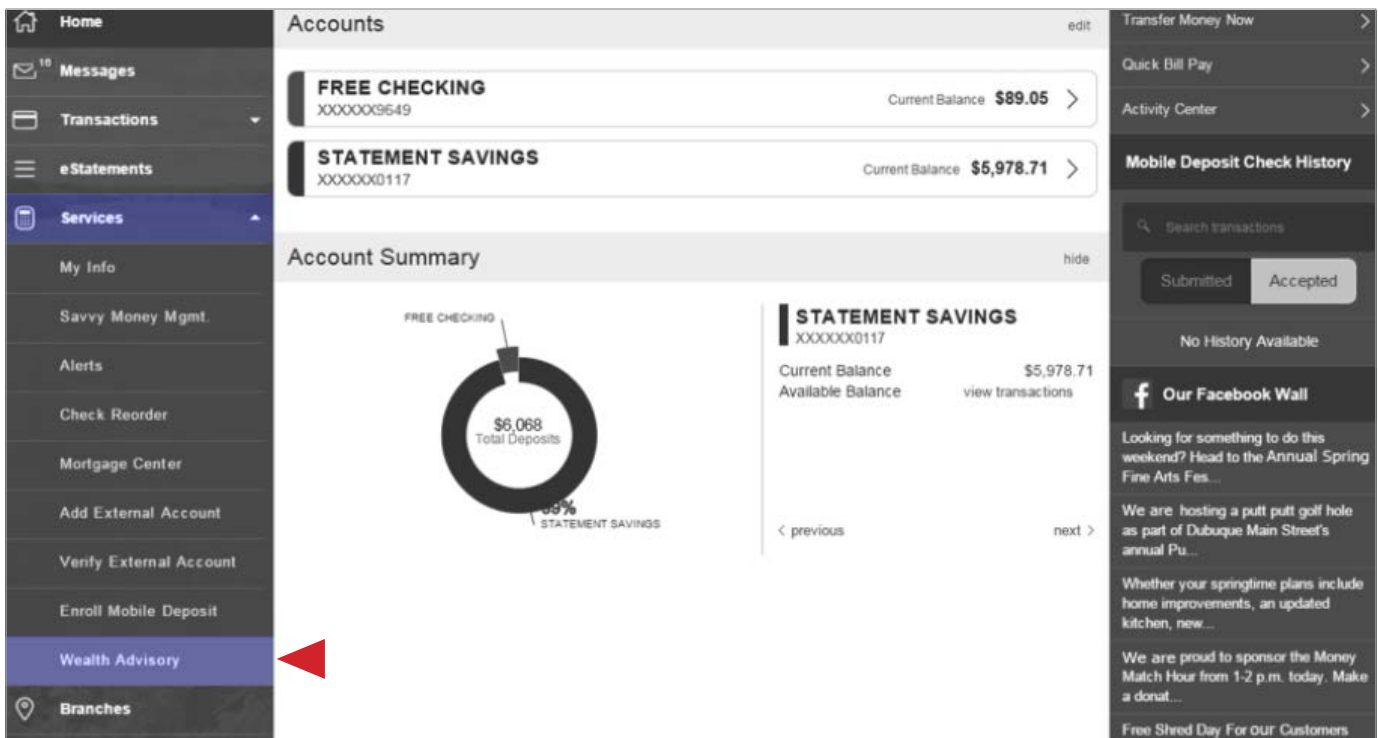 Home
16
Messages
Transactions
eStatements
Services
My Info
Savvy Money Mgmt.
Alerts
Check Reorder
Mortgage Center
Add External Account
Verify External Account
Enroll Mobile Deposit
Wealth Advisory
Branches
Accounts edit
FREE CHECKING
XXXXXX9649
Current Balance $89.05
STATEMENT SAVINGS
XXXXXX0117
Current Balance $5,978.71
Account Summary hide
FREE CHECKING
$6,068
Total Deposits
STATEMENT SAVINGS
STATEMENT SAVINGS
XXXXXX0117
Current Balance $5,978.71
Available Balance view transactions
< previous next >
Transfer Money Now
Quick Bill Pay
Activity Center
Mobile Deposit Check History
Search transactions
Submitted Accepted
No History Available
f Our Facebook Wall
Looking for something to do this
weekend? Head to the Annual Spring
Fine Arts Fes...
We are hosting a putt putt golf hole
as part of Dubuque Main Street's
annual Pu...
Whether your springtime plans include
home improvements, an updated
kitchen, new...
We are proud to sponsor the Money
Match Hour from 1-2 p.m. today. Make
a donat...
Free Shred Day For our Customers